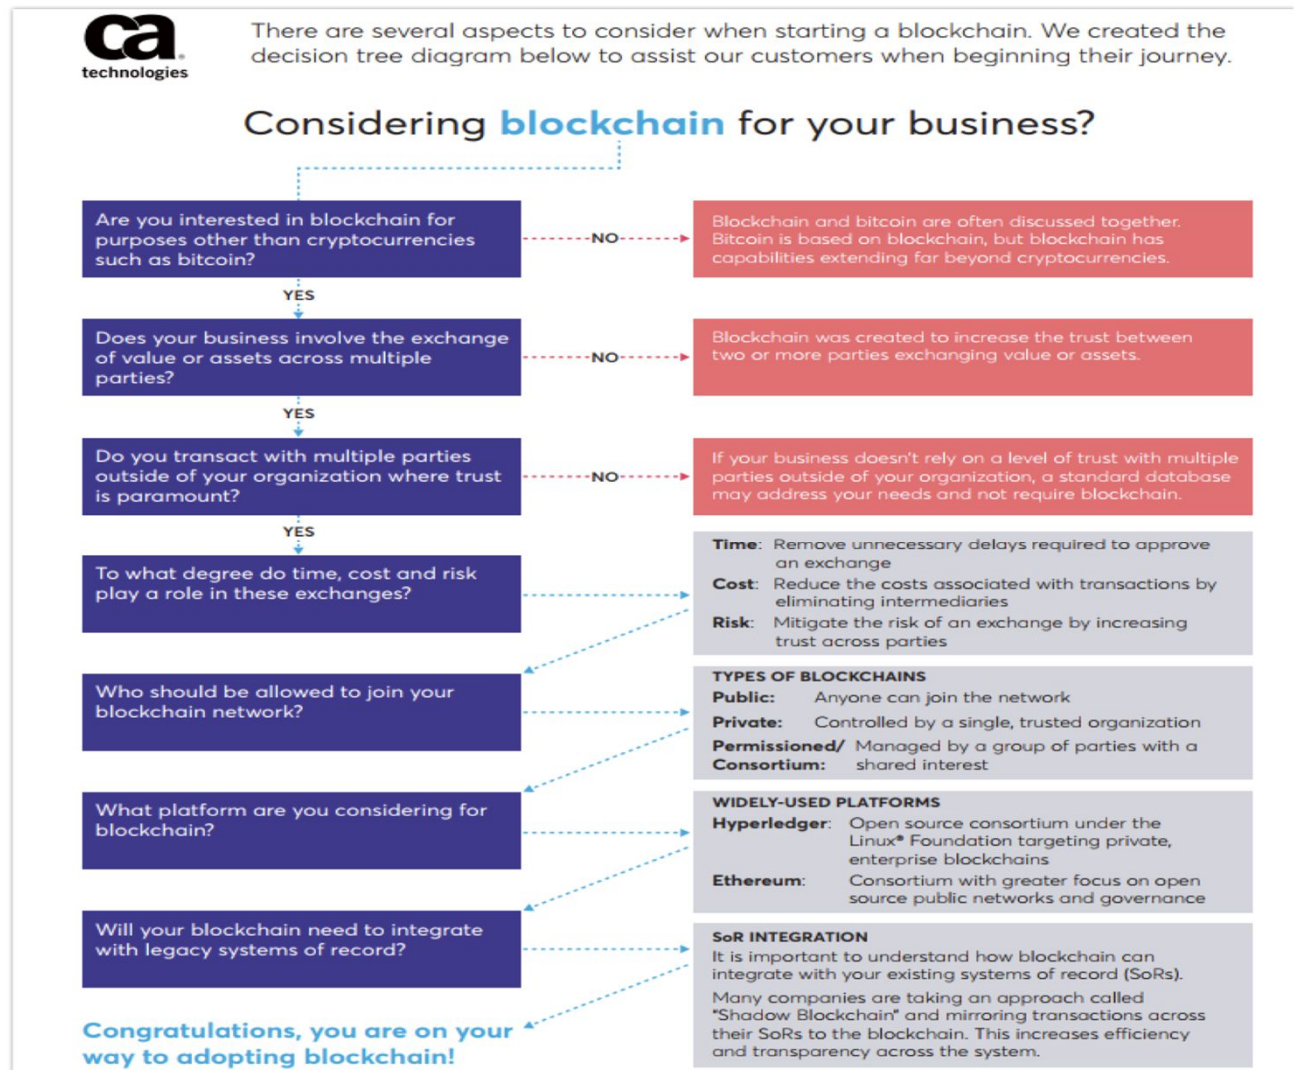 ca
technologies
There are several aspects to consider when starting a blockchain. We created the
decision tree diagram below to assist our customers when beginning their journey.
Considering blockchain for your business?
Are you interested in blockchain for
purposes other than cryptocurrencies
such as bitcoin?
NO
Blockchain and bitcoin are often discussed together.
Bitcoin is based on blockchain, but blockchain has
capabilities extending far beyond cryptocurrencies.
YES
Does your business involve the exchange
of value or assets across multiple
parties?
NO
Blockchain was created to increase the trust between
two or more parties exchanging value or assets.
YES
Do you transact with multiple parties
outside of your organization where trust
is paramount?
NO
If your business doesn't rely on a level of trust with multiple
parties outside of your organization, a standard database
may address your needs and not require blockchain.
YES
To what degree do time, cost and risk
play a role in these exchanges?
Time: Remove unnecessary delays required to approve
an exchange
Cost: Reduce the costs associated with transactions by
eliminating intermediaries
Risk: Mitigate the risk of an exchange by increasing
trust across parties
Who should be allowed to join your
blockchain network?
TYPES OF BLOCKCHAINS
Public: Anyone can join the network
Private: Controlled by a single, trusted organization
Permissioned/ Managed by a group of parties with a
Consortium: shared interest
What platform are you considering for
blockchain?
WIDELY-USED PLATFORMS
Hyperledger: Open source consortium under the
Linux® Foundation targeting private,
enterprise blockchains
Ethereum: Consortium with greater focus on open
source public networks and governance
Will your blockchain need to integrate
with legacy systems of record?
SoR INTEGRATION
It is important to understand how blockchain can
integrate with your existing systems of record (SoRs).
Many companies are taking an approach called
"Shadow Blockchain" and mirroring transactions across
their SoRs to the blockchain. This increases efficiency
and transparency across the system.
Congratulations, you are on your
way to adopting blockchain!